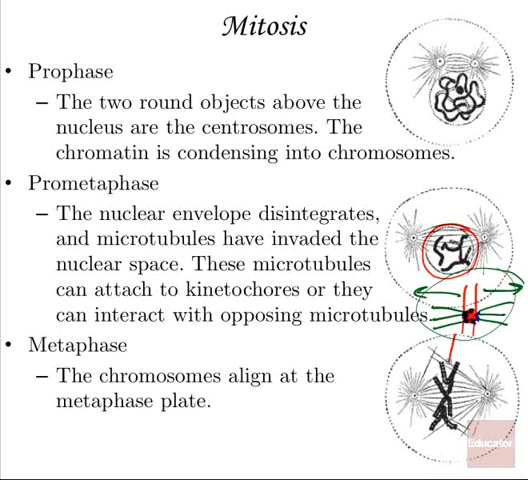 Mitosis
• Prophase
– The two round objects above the
nucleus are the centrosomes. The
chromatin is condensing into chromosomes.
• Prometaphase
– The nuclear envelope disintegrates,
and microtubules have invaded the
nuclear space. These microtubules
can attach to kinetochores or they
can interact with opposing microtubules.
• Metaphase
– The chromosomes align at the
metaphase plate.
Educator